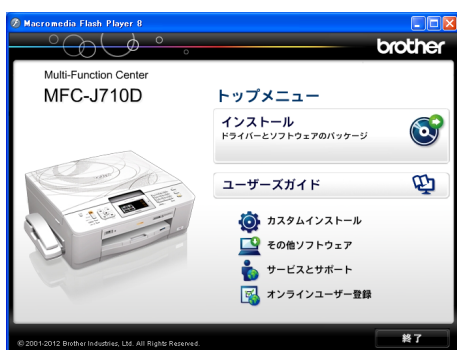 Macromedia Flash Player 8
brother
Multi-Function Center
MFC-J710D
トップメニュー
インストール
ドライバーとソフトウェアのパッケージ
ユーザーズガイド
カスタムインストール
その他ソフトウェア
サービスとサポート
オンラインユーザー登録
© 2001-2012 Brother Industries, Ltd. All Rights Reserved.
終了